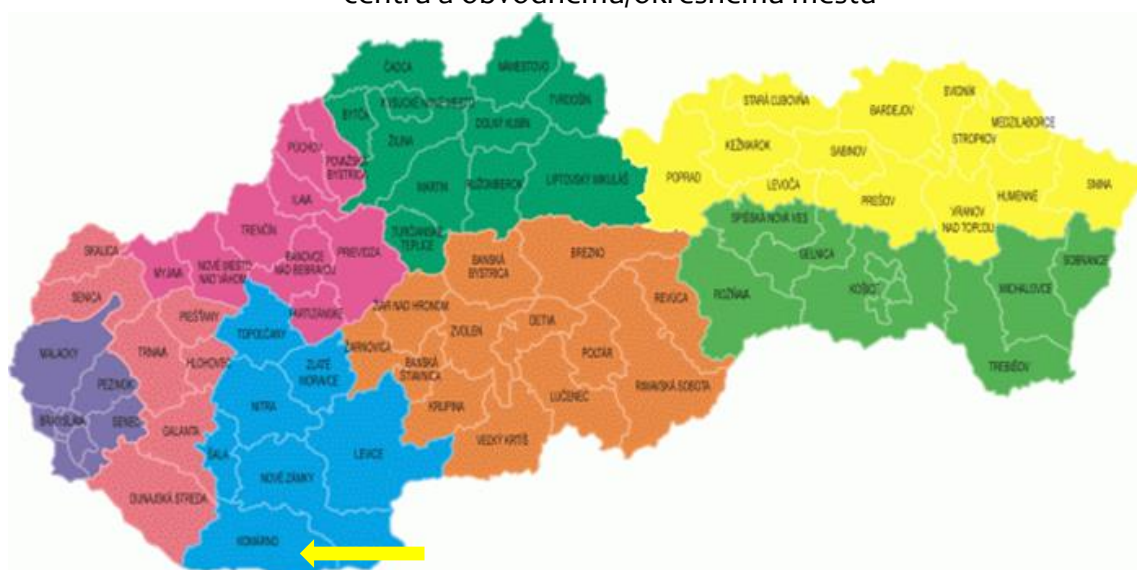 centra a obvodnému/okresnému mestu
ČADCA
NÁMESTOVO
KYSUCKÉ NOVÉ MESTO
TVRDOŠÍN
BYTČA
DOLNÝ KUBÍN
ŽILINA
PÚCHOV
POVAŽSKÁ
BYSTRICA
MARTIN
RUŽOMBEROK
LIPTOVSKÝ MIKULÁŠ
ILAVA
TRENČÍN
TURČIANSKE
TEPLICE
STARÁ ĽUBOVŇA
BARDEJOV
SVIDNÍK
MEDZILABORCE
STROPKOV
KEŽMAROK
SABINOV
POPRAD
LEVOČA
PREŠOV
HUMENNÉ
SNINA
VRANOV
NAD TOPĽOU
SPIŠSKÁ NOVÁ VES
GELNICA
SOBRANCE
ROŽŇAVA
KOŠICE
MICHALOVCE
TREBIŠOV
SKALICA
MYJAVA
NOVÉ MESTO
NAD VÁHOM
BÁNOVCE
NAD BEBRAVOU
PRIEVIDZA
BANSKÁ
BYSTRICA
BREZNO
SENICA
PIEŠŤANY
PARTIZÁNSKE
TOPOĽČANY
ŽIAR NAD HRONOM
ZVOLEN
DETVA
REVÚCA
MALACKY
TRNAVA
HLOHOVEC
ZLATÉ
MORAVCE
ŽARNOVICA
BANSKÁ
ŠTIAVNICA
POLTÁR
RIMAVSKÁ SOBOTA
PEZINOK
NITRA
KRUPINA
LUČENEC
BRATISLAVA
SENEC
GALANTA
ŠAĽA
LEVICE
VEĽKÝ KRTÍŠ
NOVÉ ZÁMKY
DUNAJSKÁ STREDA
KOMÁRNO